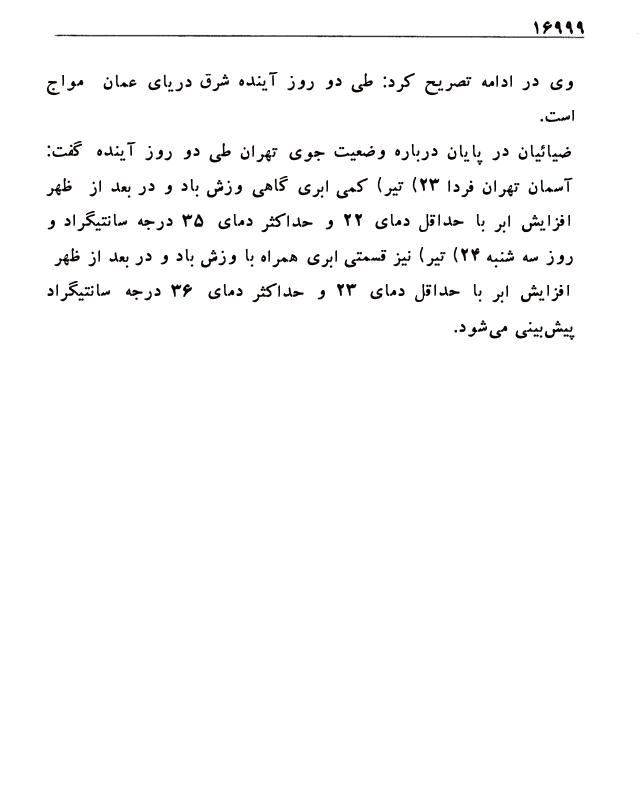 ۱۶۹۹۹
وی در ادامه تصریح کرد: طی دو روز آینده شرق دریای عمان مواج
است.
ضیائیان در پایان درباره وضعیت جوی تهران طی دو روز آینده گفت:
آسمان تهران فردا ۲۳) تیر) کمی ابری گاهی وزش باد و در بعد از ظهر
افزایش ابر با حداقل دمای ۲۲ و حداکثر دمای ۳۵ درجه سانتیگراد و
روز سه شنبه ۲۴) تیر) نیز قسمتی ابری همراه با وزش باد و در بعد از ظهر
افزایش ابر با حداقل دمای ۲۳ و حداکثر دمای ۳۶ درجه سانتیگراد
پیش‌بینی می‌شود.